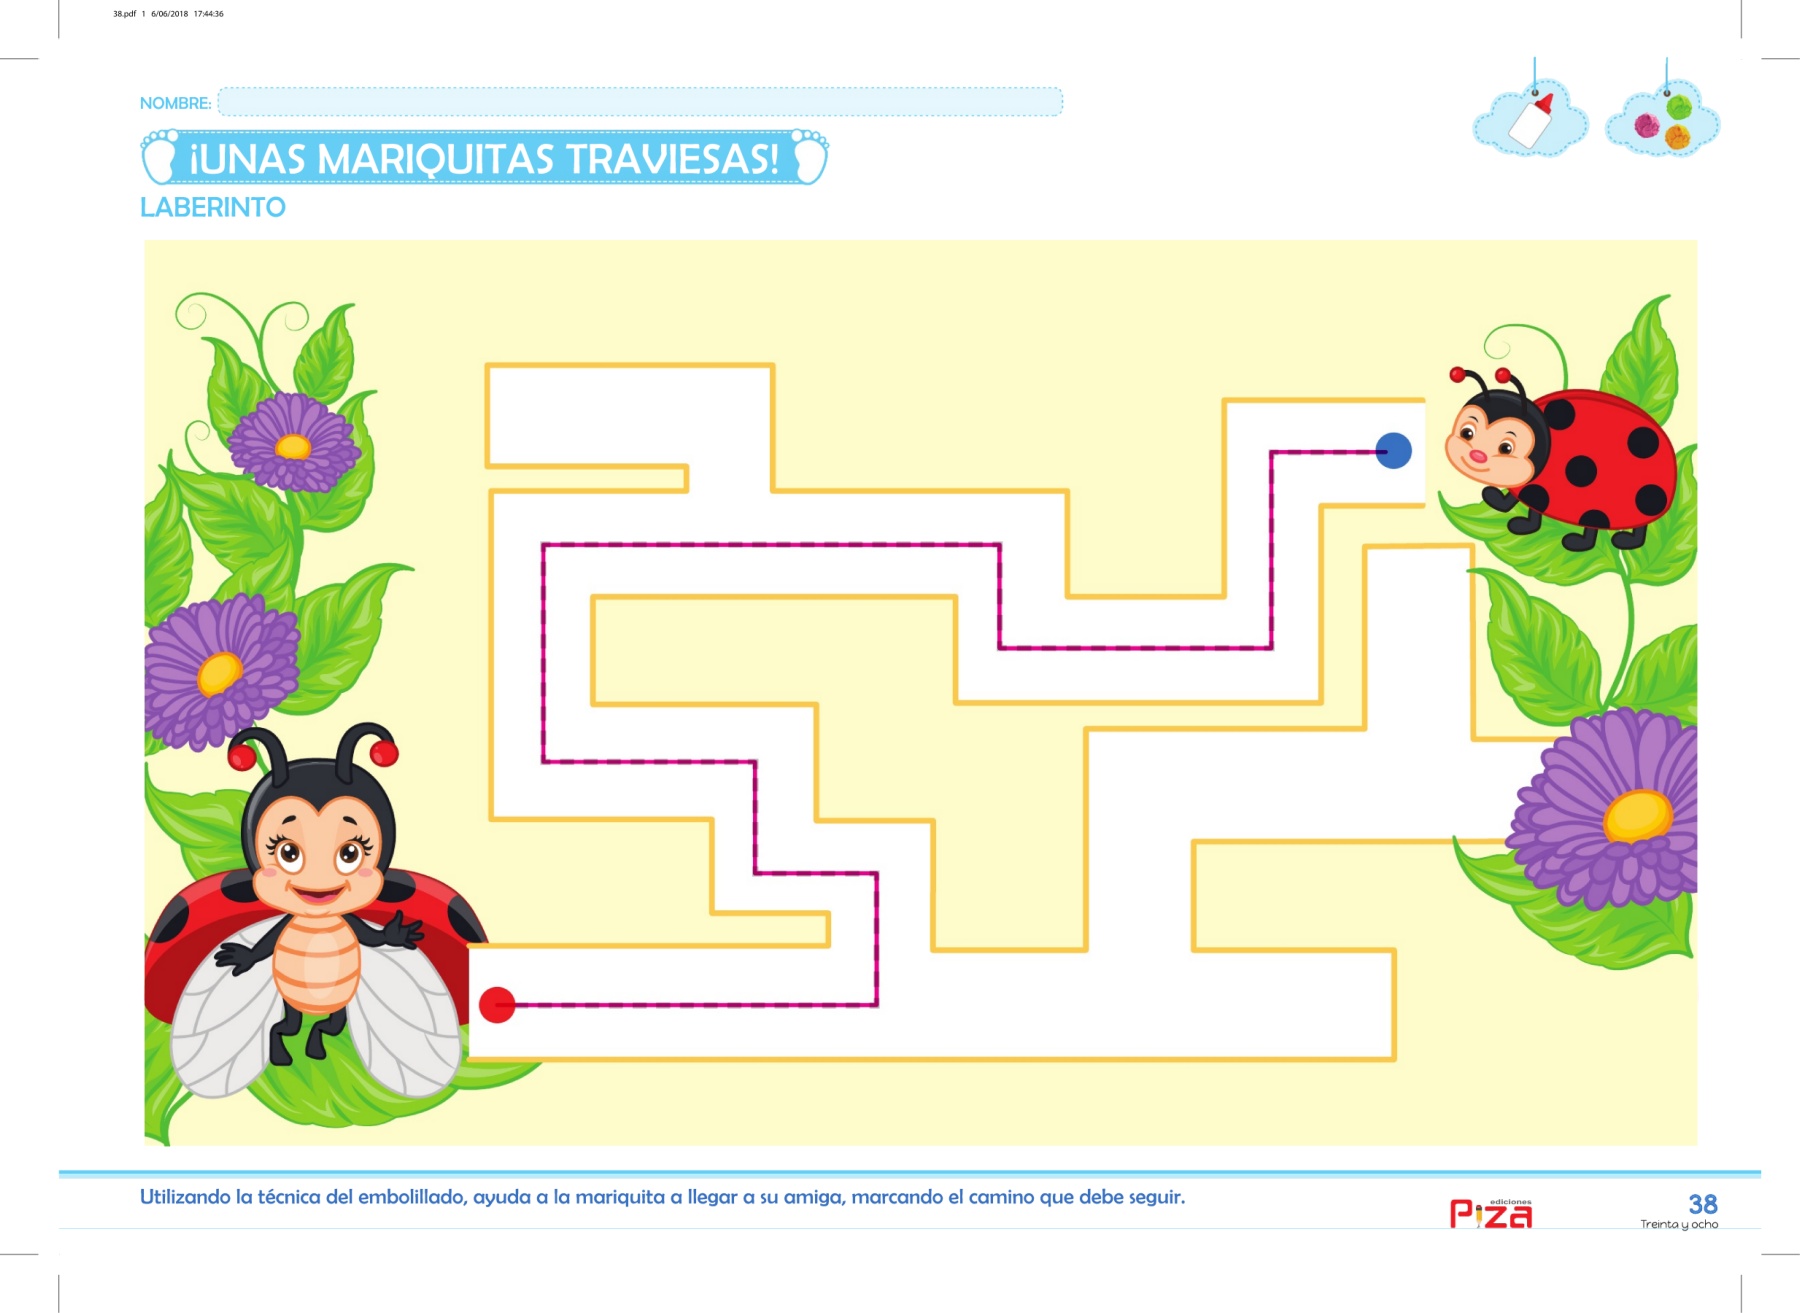 38.pdf 1 6/06/2018 17:44:36
NOMBRE:
¡UNAS MARIQUITAS TRAVIESAS!
LABERINTO
Utilizando la técnica del embolillado, ayuda a la mariquita a llegar a su amiga, marcando el camino que debe seguir.
ediciones
Piza
38
Treinta y ocho